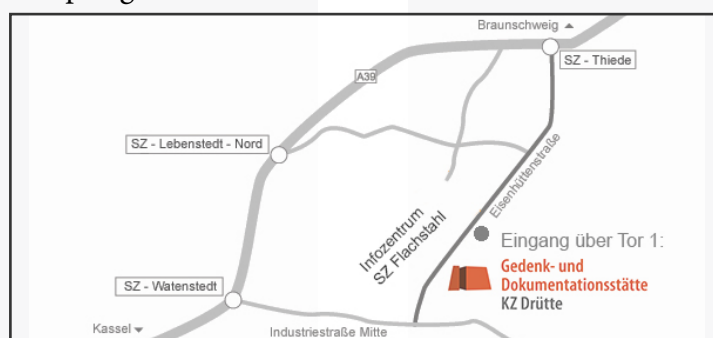 Braunschweig
SZ - Thiede
A39
SZ - Lebenstedt - Nord
Eisenhüttenstraße
Infozentrum
SZ Flachstahl
Eingang über Tor 1:
Gedenk- und
Dokumentationsstätte
KZ Drütte
SZ - Watenstedt
Kassel
Industriestraße Mitte